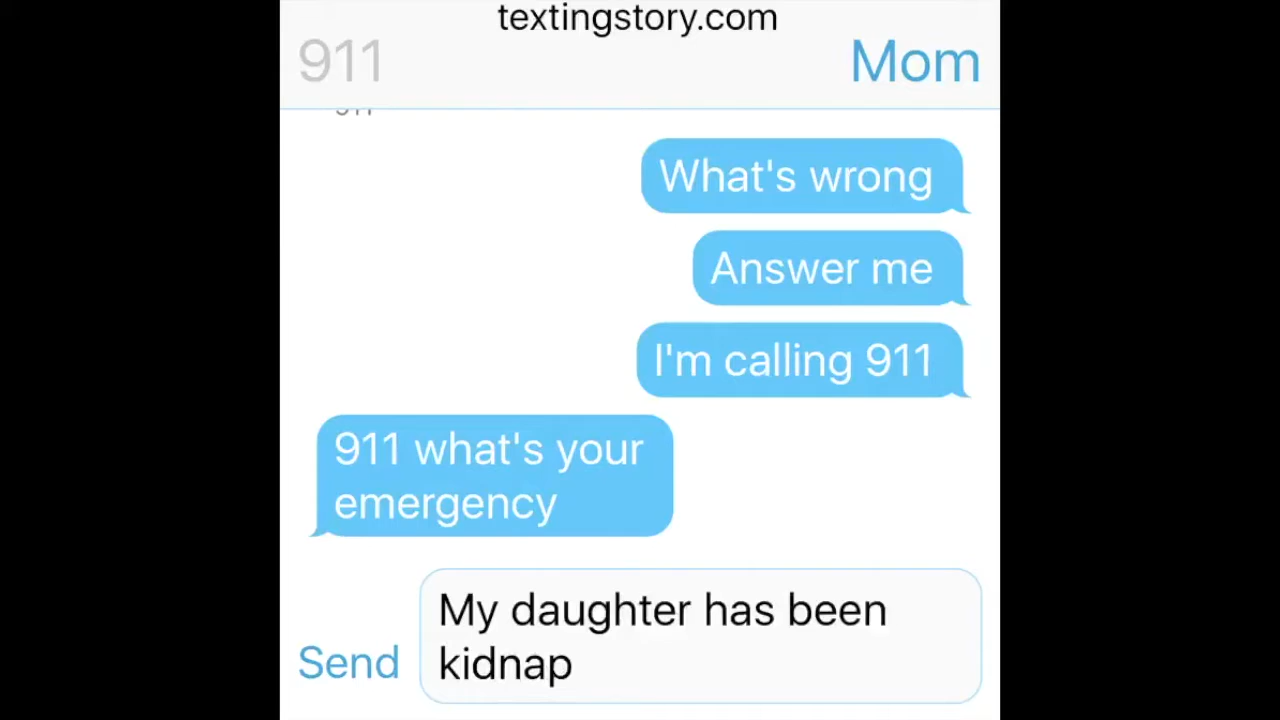 textingstory.com
911 Mom
What's wrong
Answer me
I'm calling 911
911 what's your
emergency
My daughter has been
Send kidnap